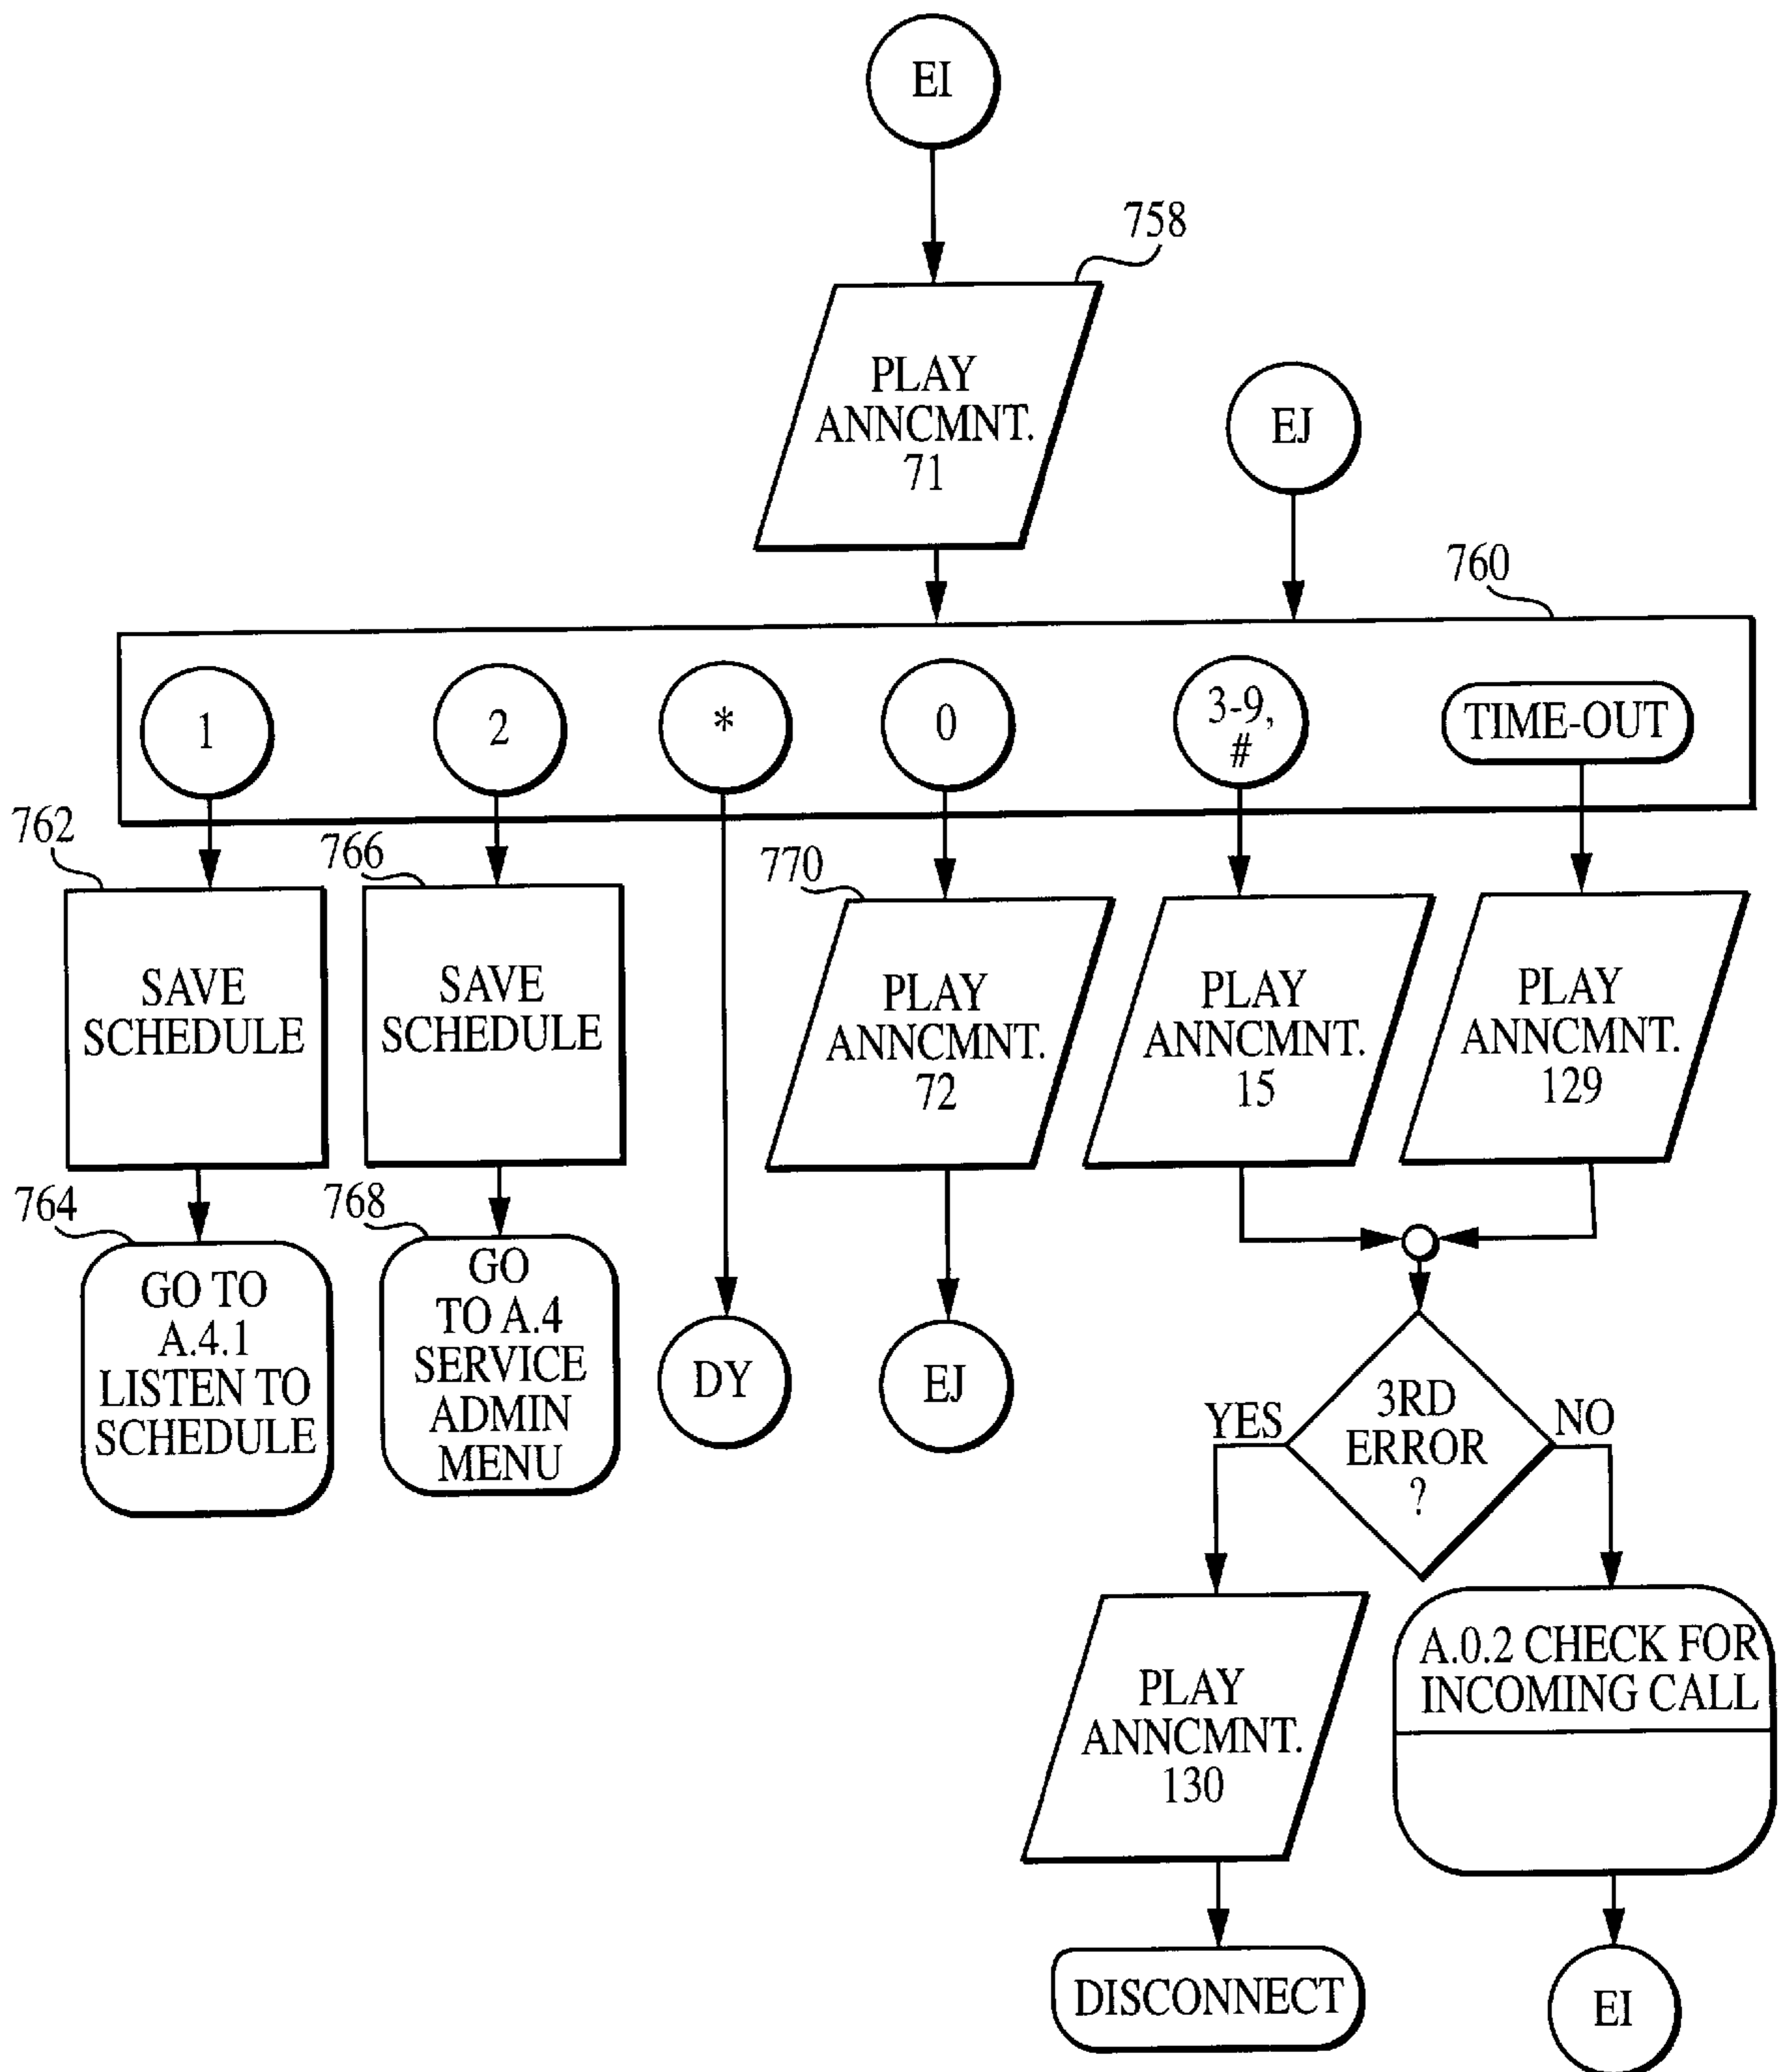 EI
758
PLAY
ANNCMNT.
71
EJ
760
1
2
*
0
3-9,
#
TIME-OUT
762
SAVE
SCHEDULE
766
SAVE
SCHEDULE
770
PLAY
ANNCMNT.
72
PLAY
ANNCMNT.
15
PLAY
ANNCMNT.
129
764
GO TO
A.4.1
LISTEN TO
SCHEDULE
768
GO
TO A.4
SERVICE
ADMIN
MENU
DY
EJ
YES
3RD
ERROR
?
NO
PLAY
ANNCMNT.
130
A.0.2 CHECK FOR
INCOMING CALL
DISCONNECT
EI